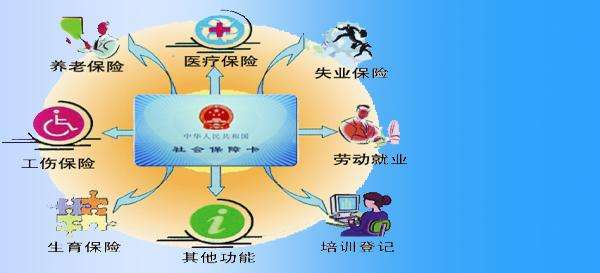 养老保险
医疗保险
失业保险
中华人民共和国
社会保障卡
工伤保险
劳动就业
生育保险
其他功能
培训登记